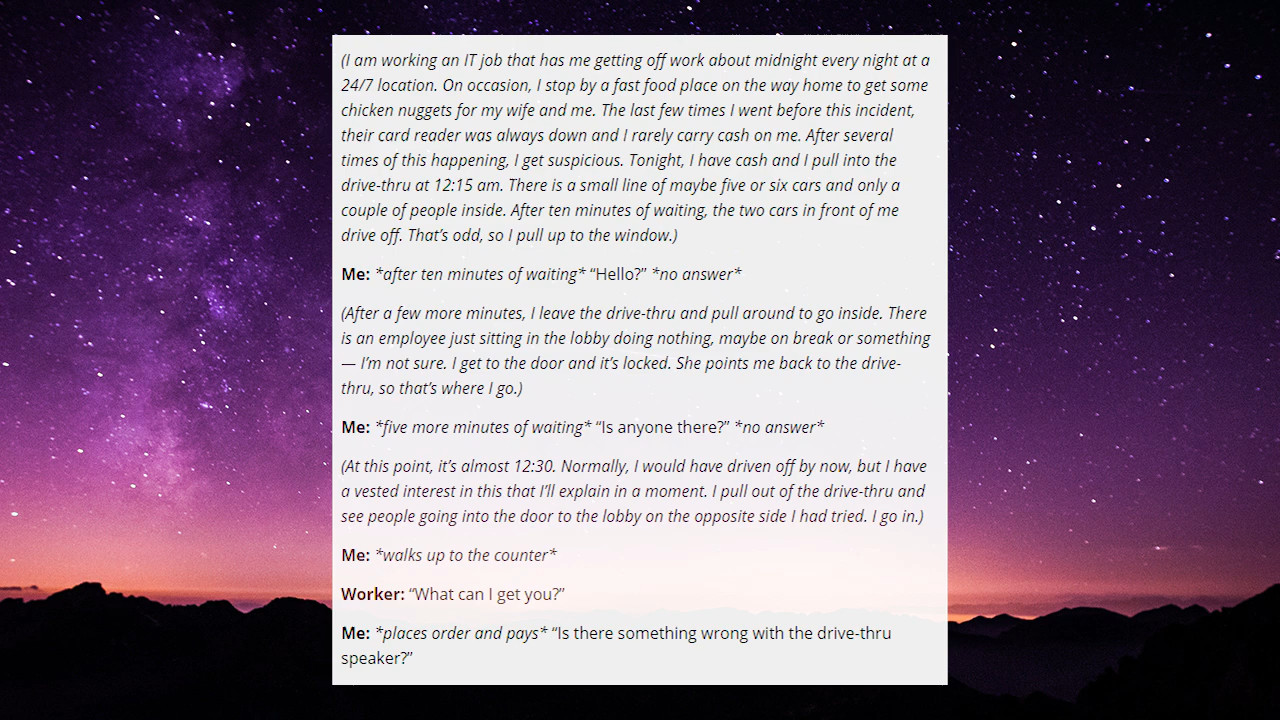 (I am working an IT job that has me getting off work about midnight every night at a
24/7 location. On occasion, I stop by a fast food place on the way home to get some
chicken nuggets for my wife and me. The last few times I went before this incident,
their card reader was always down and I rarely carry cash on me. After several
times of this happening, I get suspicious. Tonight, I have cash and I pull into the
drive-thru at 12:15 am. There is a small line of maybe five or six cars and only a
couple of people inside. After ten minutes of waiting, the two cars in front of me
drive off. That’s odd, so I pull up to the window.)
Me: *after ten minutes of waiting* “Hello?” *no answer*
(After a few more minutes, I leave the drive-thru and pull around to go inside. There
is an employee just sitting in the lobby doing nothing, maybe on break or something
— I’m not sure. I get to the door and it’s locked. She points me back to the drive-
thru, so that’s where I go.)
Me: *five more minutes of waiting* “Is anyone there?” *no answer*
(At this point, it’s almost 12:30. Normally, I would have driven off by now, but I have
a vested interest in this that I’ll explain in a moment. I pull out of the drive-thru and
see people going into the door to the lobby on the opposite side I had tried. I go in.)
Me: *walks up to the counter*
Worker: “What can I get you?”
Me: *places order and pays* “Is there something wrong with the drive-thru
speaker?”